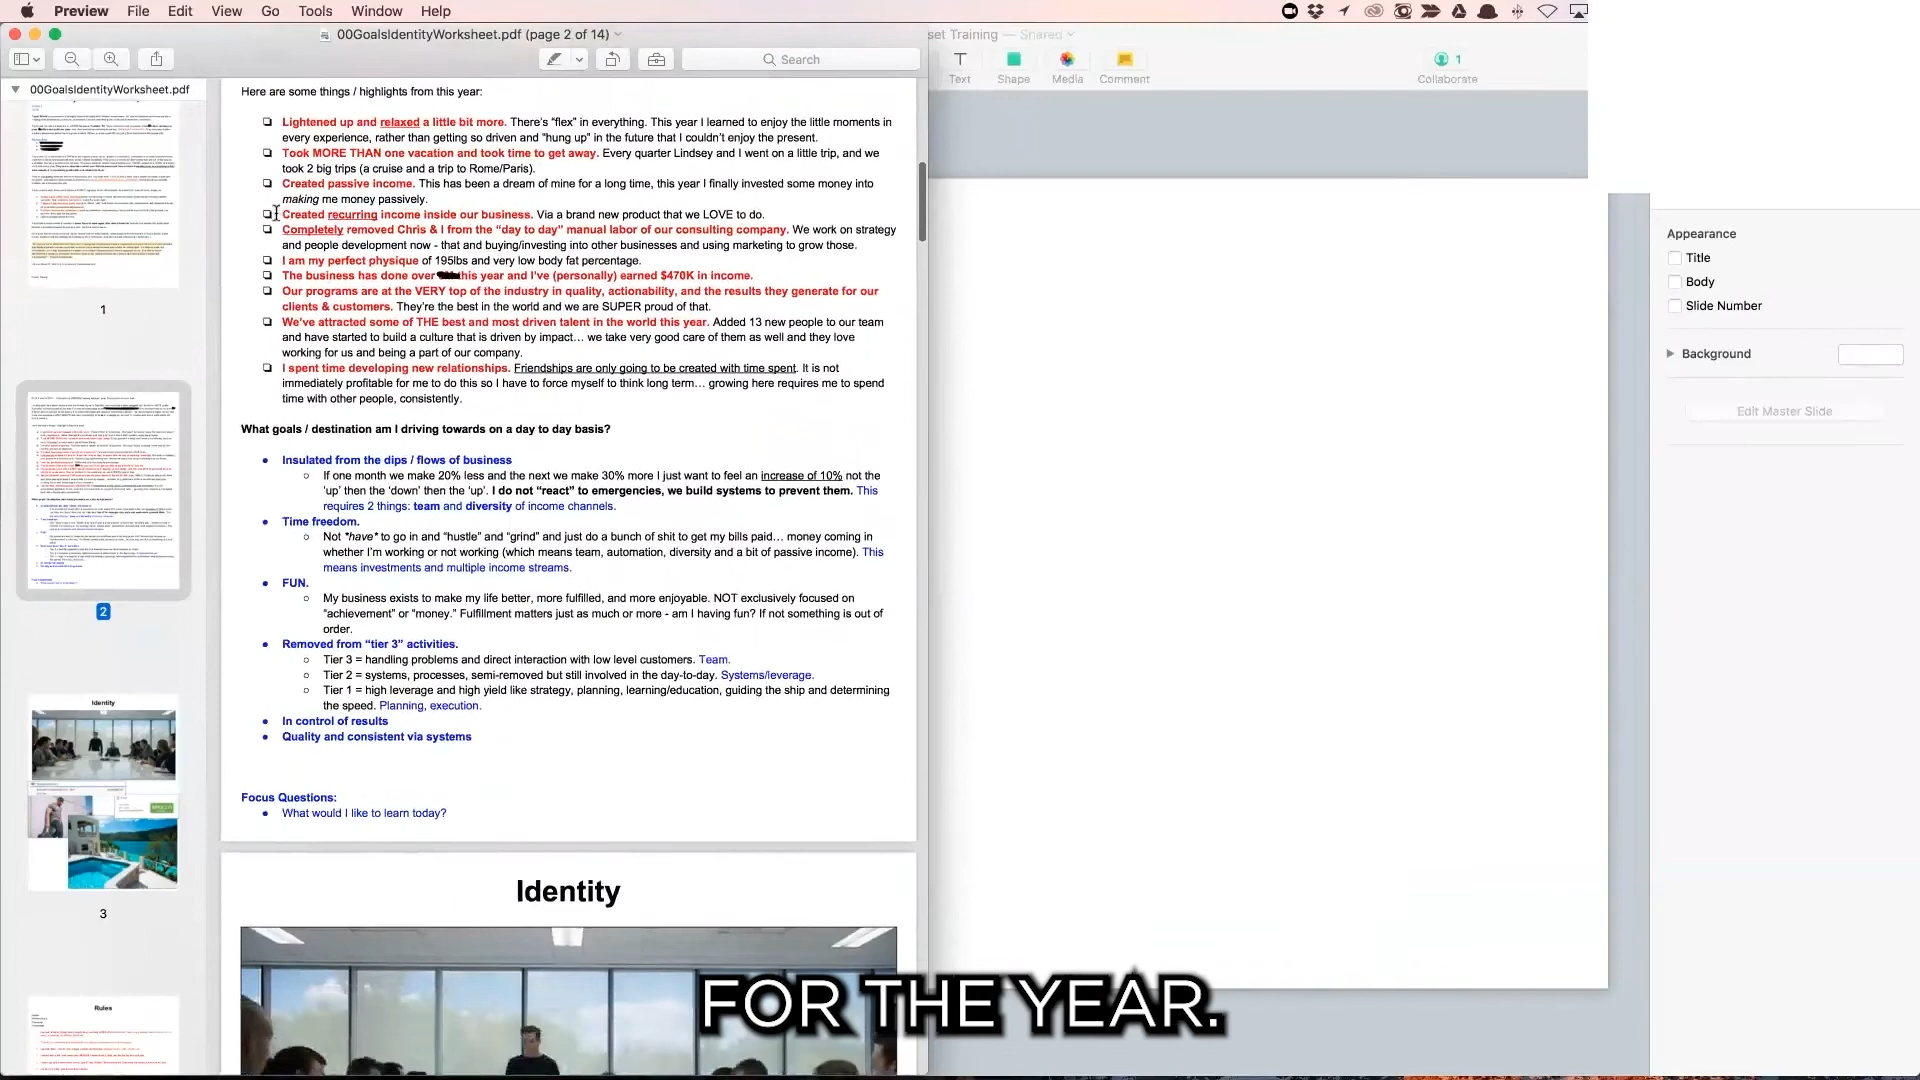 Preview File Edit View Go Tools Window Help
00GoalsIdentityWorksheet.pdf (page 2 of 14)
set Training — Shared
Search
Text Shape Media Comment
1
Collaborate
00GoalsIdentityWorksheet.pdf
1
2
Identity
3
Rules
Here are some things / highlights from this year:
Lightened up and relaxed a little bit more. There's “flex” in everything. This year I learned to enjoy the little moments in
every experience, rather than getting so driven and "hung up" in the future that I couldn't enjoy the present.
Took MORE THAN one vacation and took time to get away. Every quarter Lindsey and I went on a little trip, and we
took 2 big trips (a cruise and a trip to Rome/Paris).
Created passive income. This has been a dream of mine for a long time, this year I finally invested some money into
making me money passively.
Created recurring income inside our business. Via a brand new product that we LOVE to do.
Completely removed Chris & I from the “day to day” manual labor of our consulting company. We work on strategy
and people development now - that and buying/investing into other businesses and using marketing to grow those.
I am my perfect physique of 195lbs and very low body fat percentage.
The business has done over this year and I've (personally) earned $470K in income.
Our programs are at the VERY top of the industry in quality, actionability, and the results they generate for our
clients & customers. They're the best in the world and we are SUPER proud of that.
We've attracted some of THE best and most driven talent in the world this year. Added 13 new people to our team
and have started to build a culture that is driven by impact... we take very good care of them as well and they love
working for us and being a part of our company.
I spent time developing new relationships. Friendships are only going to be created with time spent. It is not
immediately profitable for me to do this so I have to force myself to think long term... growing here requires me to spend
time with other people, consistently.
What goals / destination am I driving towards on a day to day basis?
Insulated from the dips / flows of business
If one month we make 20% less and the next we make 30% more I just want to feel an increase of 10% not the
'up' then the 'down' then the 'up'. I do not “react” to emergencies, we build systems to prevent them. This
requires 2 things: team and diversity of income channels.
Time freedom.
Not *have* to go in and “hustle” and “grind” and just do a bunch of shit to get my bills paid... money coming in
whether I'm working or not working (which means team, automation, diversity and a bit of passive income). This
means investments and multiple income streams.
FUN.
My business exists to make my life better, more fulfilled, and more enjoyable. NOT exclusively focused on
“achievement” or “money.” Fulfillment matters just as much or more - am I having fun? If not something is out of
order.
Removed from “tier 3” activities.
Tier 3 = handling problems and direct interaction with low level customers. Team.
Tier 2 = systems, processes, semi-removed but still involved in the day-to-day. Systems/leverage.
Tier 1 = high leverage and high yield like strategy, planning, learning/education, guiding the ship and determining
the speed. Planning, execution.
In control of results
Quality and consistent via systems
Focus Questions:
What would I like to learn today?
Identity
Appearance
Title
Body
Slide Number
Background
Edit Master Slide
FOR THE YEAR.